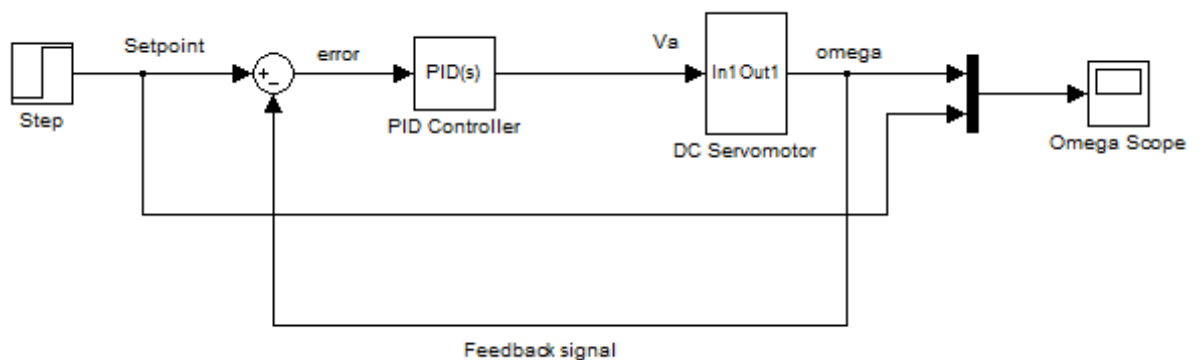 Setpoint
error
Va
omega
+
−
PID(s)
In1 Out1
Step
PID Controller
DC Servomotor
Omega Scope
Feedback signal